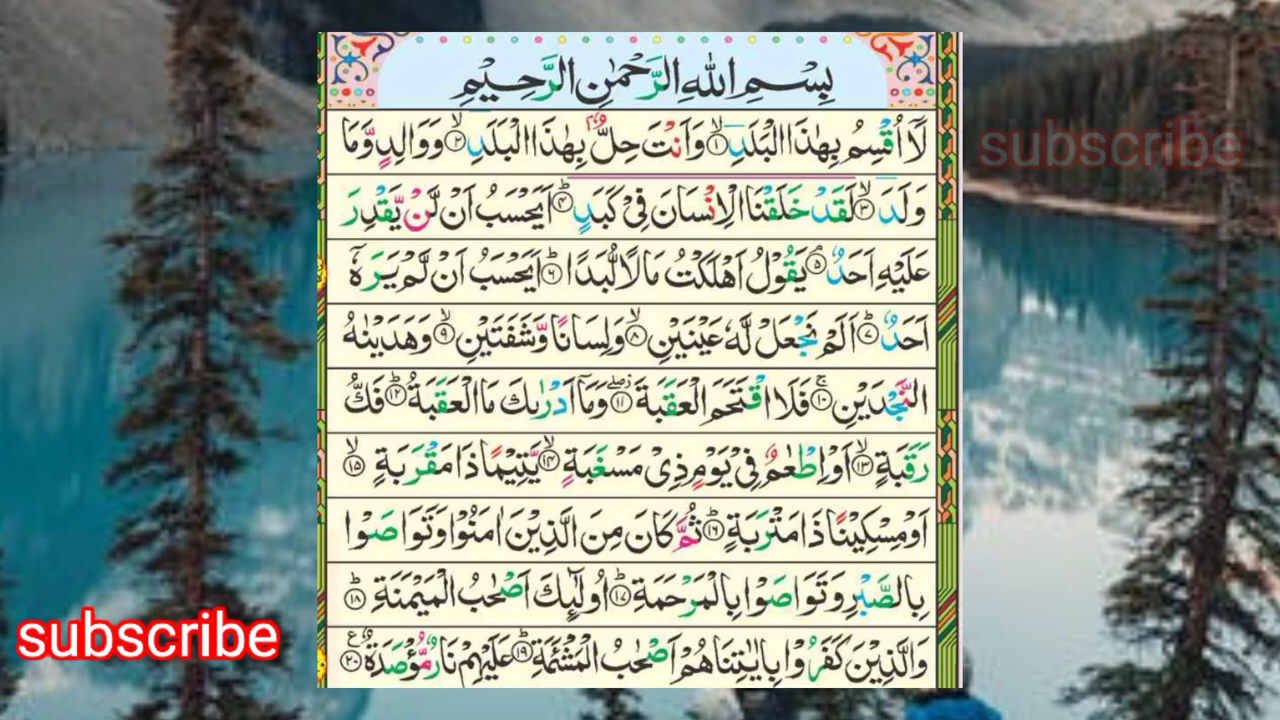 بِسْمِ اللهِ الرَّحْمٰنِ الرَّحِيْمِ
لَاۤ اُقْسِمُ بِهٰذَا الْبَلَدِۙ۝۱ وَاَنْتَ حِلٌّۢ بِهٰذَا الْبَلَدِۙ۝۲ وَوَالِدٍ وَّمَا
وَلَدَۙ۝۳ لَقَدْ خَلَقْنَا الْاِنْسَانَ فِىْ كَبَدٍؕ۝۴ اَيَحْسَبُ اَنْ لَّنْ يَّقْدِرَ
عَلَيْهِ اَحَدٌۘ۝۵ يَقُوْلُ اَهْلَكْتُ مَالًا لُّبَدًاؕ۝۶ اَيَحْسَبُ اَنْ لَّمْ يَرَهٗۤ
اَحَدٌؕ۝۷ اَلَمْ نَجْعَلْ لَّهٗ عَيْنَيْنِۙ۝۸ وَلِسَانًا وَّشَفَتَيْنِۙ۝۹ وَهَدَيْنٰهُ
النَّجْدَيْنِۚ۝۱۰ فَلَا اقْتَحَمَ الْعَقَبَةَ۝۱۱ وَمَاۤ اَدْرٰىكَ مَا الْعَقَبَةُؕ۝۱۲ فَكُّ
رَقَبَةٍۙ۝۱۳ اَوْ اِطْعٰمٌ فِىْ يَوْمٍ ذِىْ مَسْغَبَةٍۙ۝۱۴ يَّتِيْمًا ذَا مَقْرَبَةٍۙ۝۱۵
اَوْ مِسْكِيْنًا ذَا مَتْرَبَةٍؕ۝۱۶ ثُمَّ كَانَ مِنَ الَّذِيْنَ اٰمَنُوْا وَتَوَاصَوْا
بِالصَّبْرِ وَتَوَاصَوْا بِالْمَرْحَمَةِؕ۝۱۷ اُولٰٓئِكَ اَصْحٰبُ الْمَيْمَنَةِؕ۝۱۸
وَالَّذِيْنَ كَفَرُوْا بِاٰيٰتِنَا هُمْ اَصْحٰبُ الْمَشْئَمَةِؕ۝۱۹ عَلَيْهِمْ نَارٌ مُّؤْصَدَةٌ۝۲۰
subscribe
subscribe